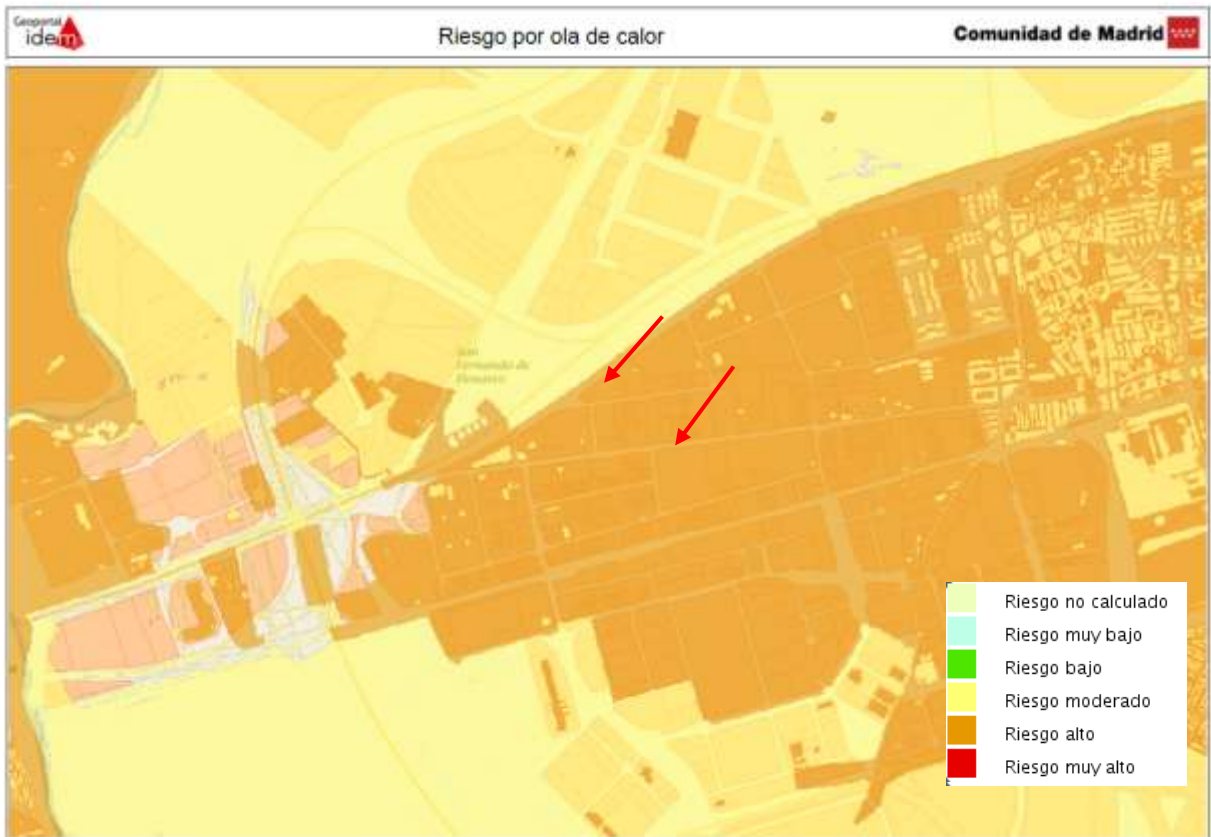 Geoportal
idem
Riesgo por ola de calor
Comunidad de Madrid
San
Fernando de
Henares
Riesgo no calculado
Riesgo muy bajo
Riesgo bajo
Riesgo moderado
Riesgo alto
Riesgo muy alto